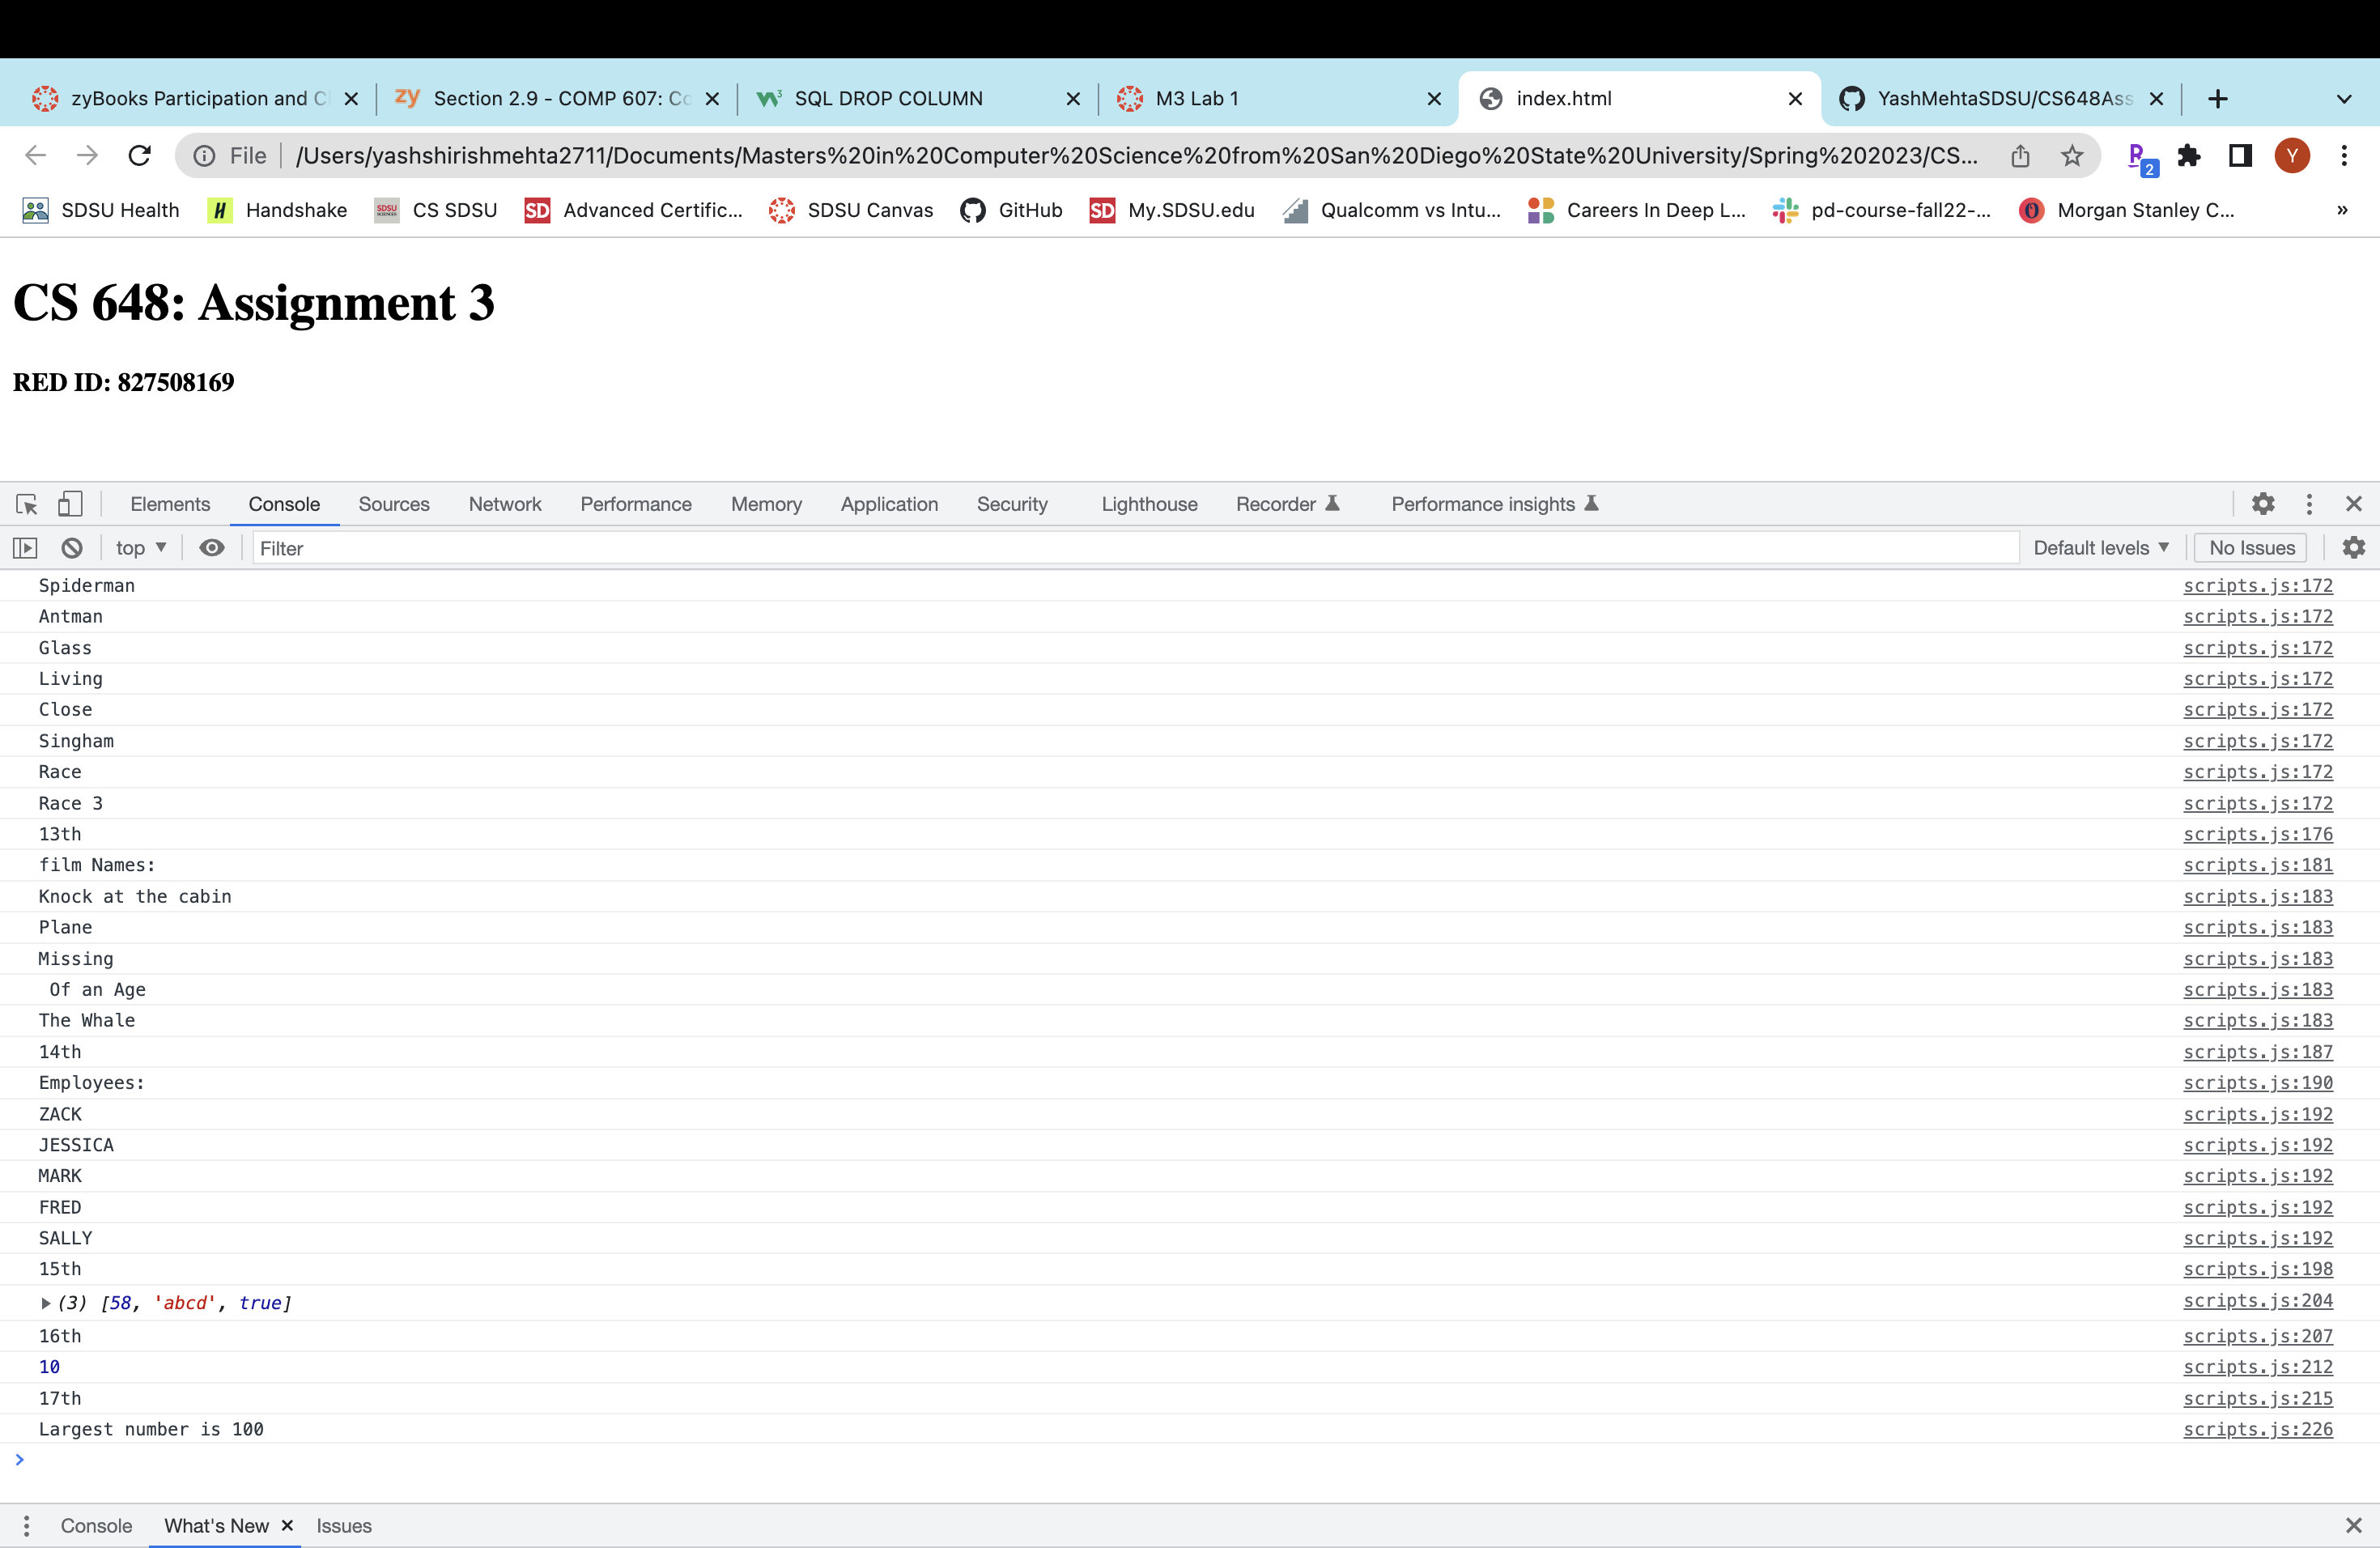 zyBooks Participation and C
zy Section 2.9 - COMP 607: Co
SQL DROP COLUMN
M3 Lab 1
index.html
YashMehtaSDSU/CS648Ass
File /Users/yashshirishmehta2711/Documents/Masters%20in%20Computer%20Science%20from%20San%20Diego%20State%20University/Spring%202023/CS... 2 Y
SDSU Health H Handshake SDSU CS SDSU SD Advanced Certific... SDSU Canvas GitHub SD My.SDSU.edu Qualcomm vs Intu... Careers In Deep L... pd-course-fall22-... Morgan Stanley C... »
CS 648: Assignment 3
RED ID: 827508169
Elements Console Sources Network Performance Memory Application Security Lighthouse Recorder Performance insights
top Filter Default levels No Issues
Spiderman scripts.js:172
Antman scripts.js:172
Glass scripts.js:172
Living scripts.js:172
Close scripts.js:172
Singham scripts.js:172
Race scripts.js:172
Race 3 scripts.js:172
13th scripts.js:176
film Names: scripts.js:181
Knock at the cabin scripts.js:183
Plane scripts.js:183
Missing scripts.js:183
Of an Age scripts.js:183
The Whale scripts.js:183
14th scripts.js:187
Employees: scripts.js:190
ZACK scripts.js:192
JESSICA scripts.js:192
MARK scripts.js:192
FRED scripts.js:192
SALLY scripts.js:192
15th scripts.js:198
(3) [58, 'abcd', true] scripts.js:204
16th scripts.js:207
10 scripts.js:212
17th scripts.js:215
Largest number is 100 scripts.js:226
Console What's New Issues